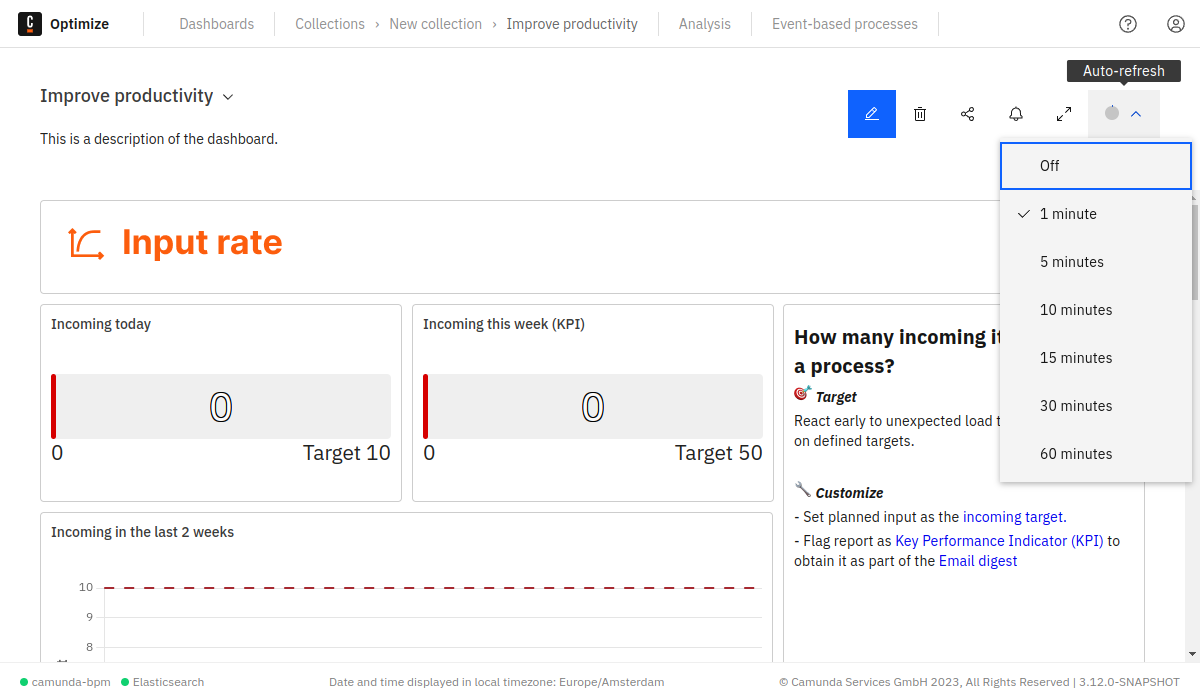 Optimize
Dashboards
Collections › New collection › Improve productivity
Analysis
Event-based processes
Auto-refresh
Improve productivity
This is a description of the dashboard.
Off
1 minute
5 minutes
10 minutes
15 minutes
30 minutes
60 minutes
Input rate
Incoming today
0
0
Target 10
Incoming this week (KPI)
0
0
Target 50
How many incoming
a process?
Target
React early to unexpected load
on defined targets.
Customize
- Set planned input as the incoming target.
- Flag report as Key Performance Indicator (KPI) to
obtain it as part of the Email digest
Incoming in the last 2 weeks
10
9
8
camunda-bpm
Elasticsearch
Date and time displayed in local timezone: Europe/Amsterdam
© Camunda Services GmbH 2023, All Rights Reserved | 3.12.0-SNAPSHOT